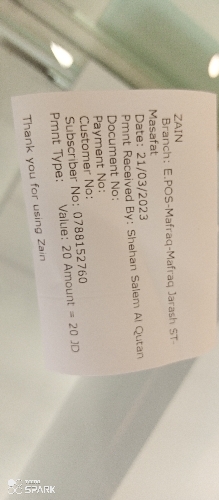 ZAIN
Branch: E.POS-Mafraq-Mafraq Jarash ST-
Masafat
Date: 21/03/2023
Pmnt Received By: Shehan Salem Al Qutan
Document No:
Payment No:
Customer No:
Subscriber No: 0788152760
Pmnt Type: Value: 20 Amount = 20 JD
Thank you for using Zain
SPARK